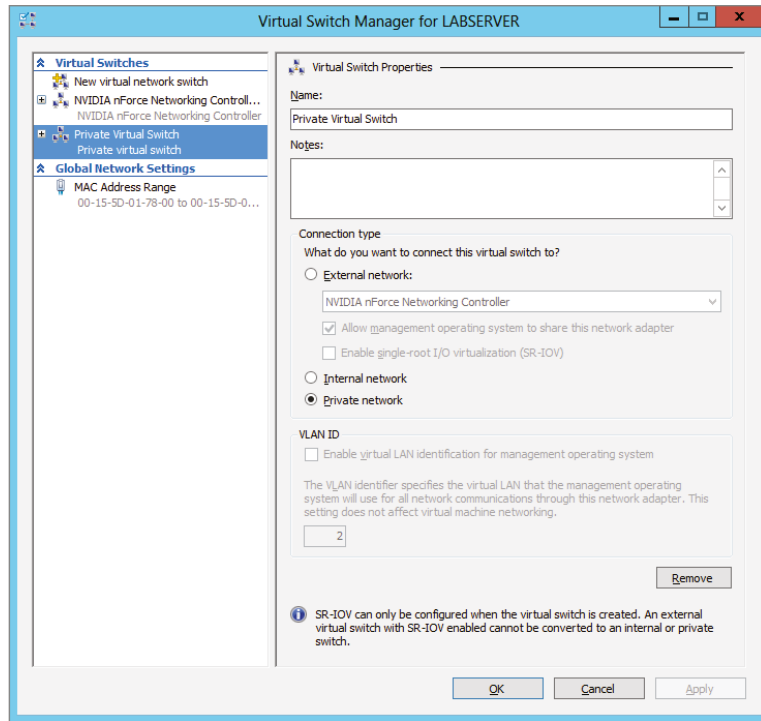 Virtual Switch Manager for LABSERVER
Virtual Switches
New virtual network switch
NVIDIA nForce Networking Controll...
NVIDIA nForce Networking Controller
Private Virtual Switch
Private virtual switch
Global Network Settings
MAC Address Range
00-15-5D-01-78-00 to 00-15-5D-0...
Virtual Switch Properties
Name:
Private Virtual Switch
Notes:
Connection type
What do you want to connect this virtual switch to?
External network:
NVIDIA nForce Networking Controller
Allow management operating system to share this network adapter
Enable single-root I/O virtualization (SR-IOV)
Internal network
Private network
VLAN ID
Enable virtual LAN identification for management operating system
The VLAN identifier specifies the virtual LAN that the management operating
system will use for all network communications through this network adapter. This
setting does not affect virtual machine networking.
2
Remove
SR-IOV can only be configured when the virtual switch is created. An external
virtual switch with SR-IOV enabled cannot be converted to an internal or private
switch.
OK
Cancel
Apply